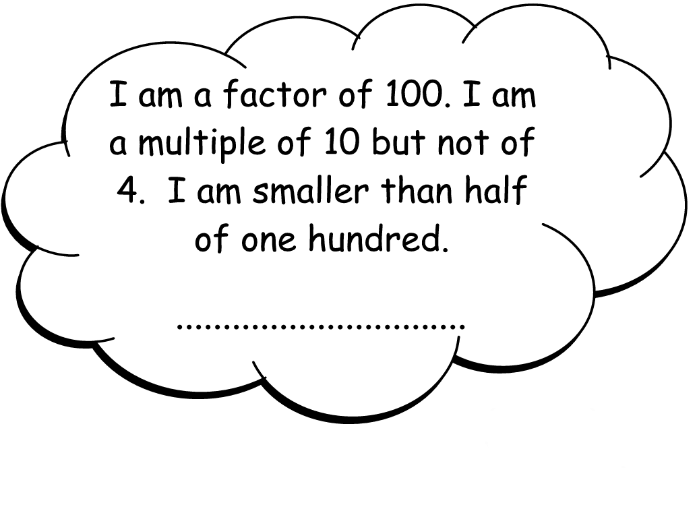 I am a factor of 100. I am
a multiple of 10 but not of
4. I am smaller than half
of one hundred.
...............................